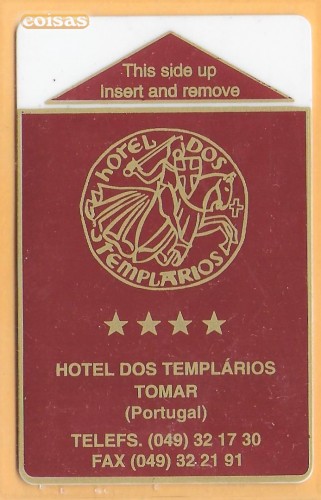 coisas
This side up
insert and remove
HOTEL DOS
TEMPLÁRIOS
HOTEL DOS TEMPLÁRIOS
TOMAR
(Portugal)
TELEFS. (049) 32 17 30
FAX (049) 32 21 91